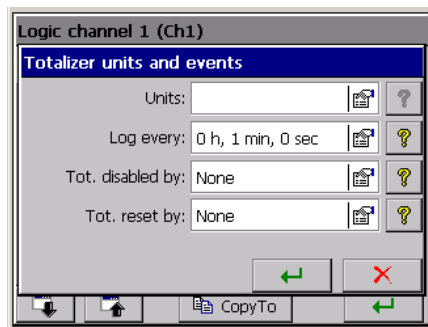 Logic channel 1 (Ch1)
Totalizer units and events
Units:
Log every: 0 h, 1 min, 0 sec
Tot. disabled by: None
Tot. reset by: None
CopyTo